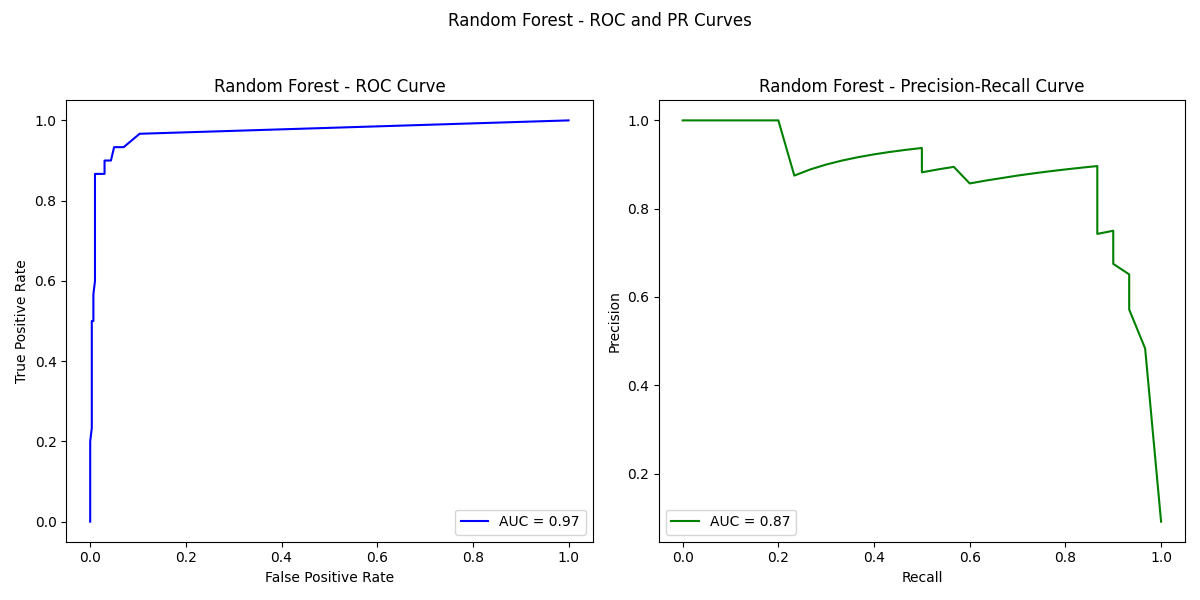 Random Forest - ROC and PR Curves
Random Forest - ROC Curve
1.0
0.8
0.6
0.4
0.2
0.0
True Positive Rate
0.0 0.2 0.4 0.6 0.8 1.0
False Positive Rate
AUC = 0.97
Random Forest - Precision-Recall Curve
1.0
0.8
0.6
0.4
0.2
Precision
0.0 0.2 0.4 0.6 0.8 1.0
Recall
AUC = 0.87